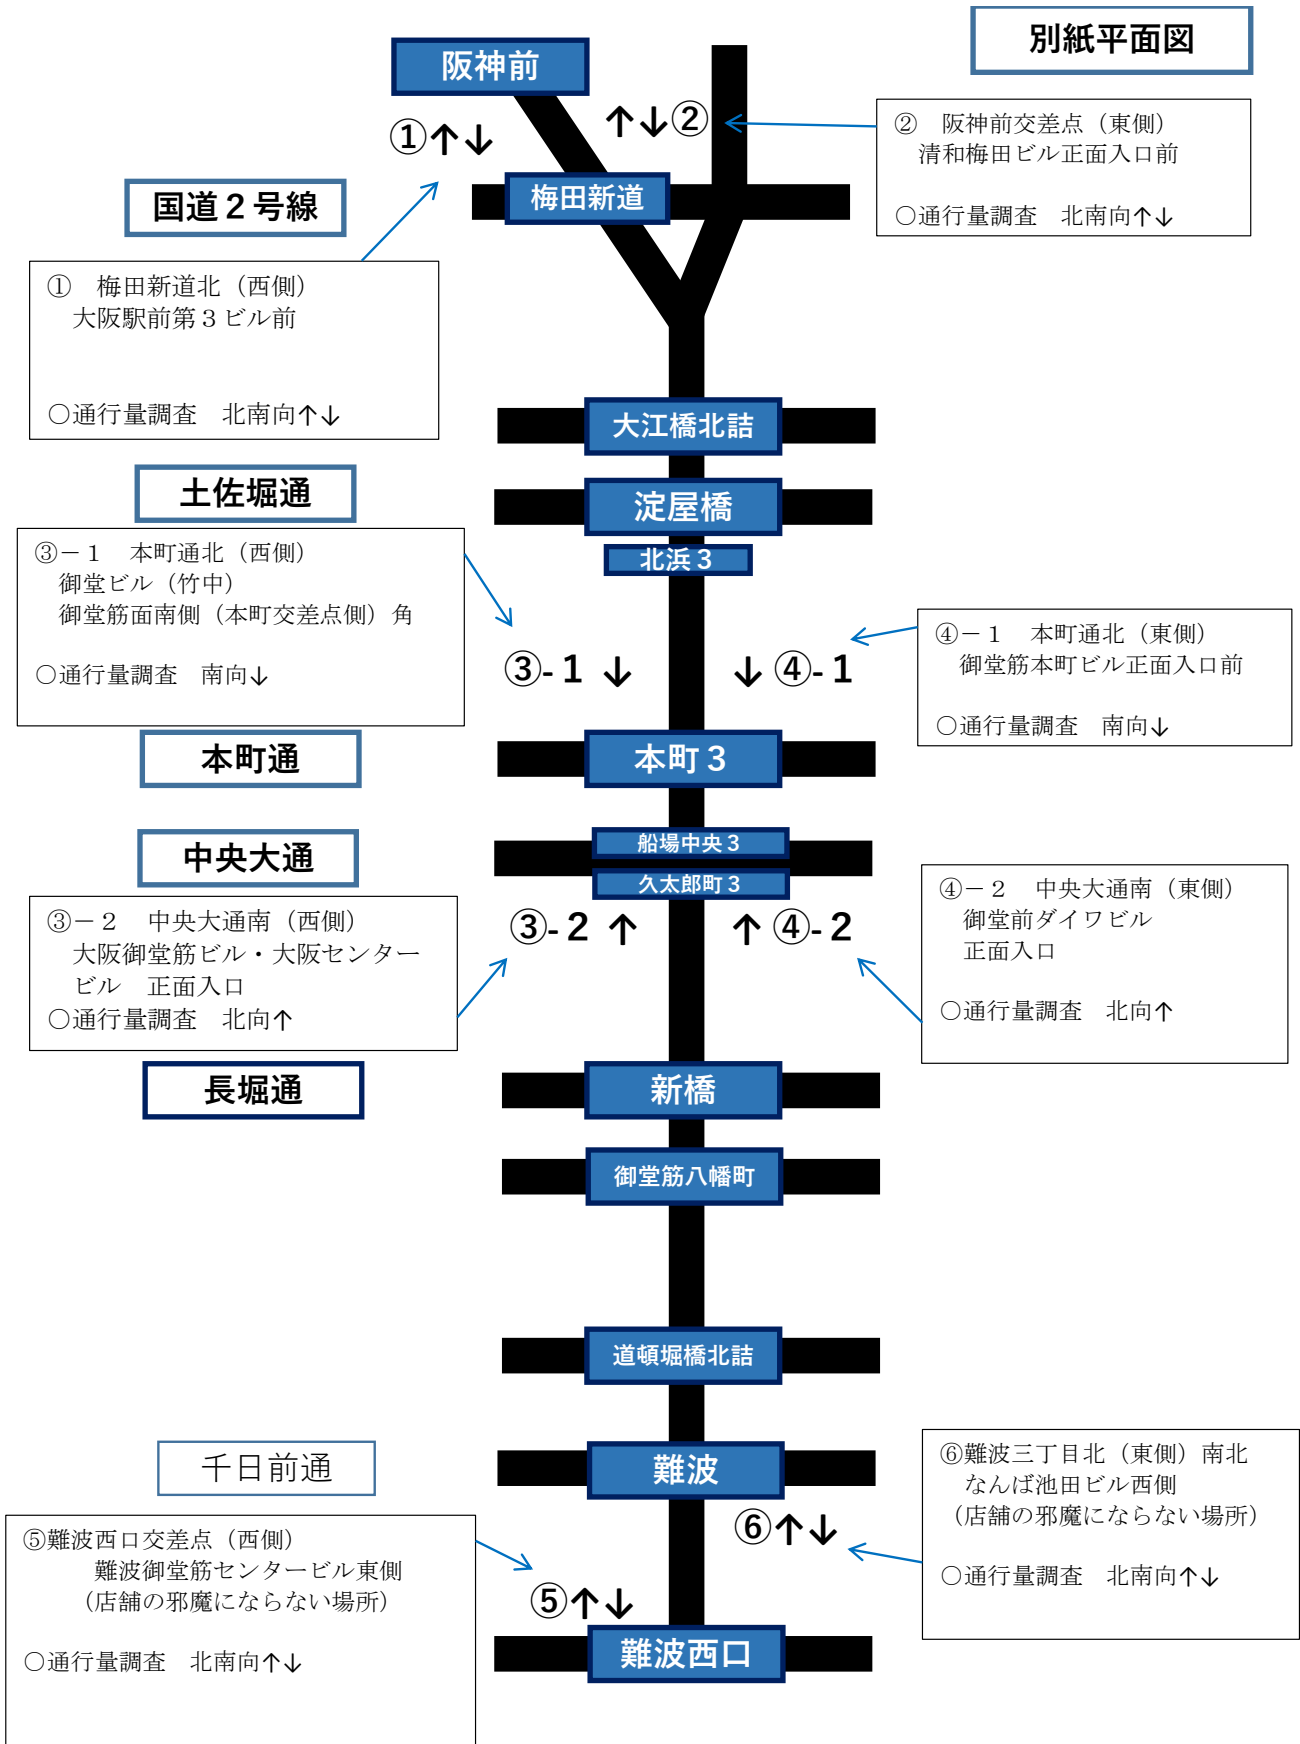 別紙平面図
阪神前
①↑↓
↑↓②
② 阪神前交差点（東側）
清和梅田ビル正面入口前
○通行量調査 北南向↑↓
国道２号線
梅田新道
① 梅田新道北（西側）
大阪駅前第３ビル前
○通行量調査 北南向↑↓
大江橋北詰
土佐堀通
淀屋橋
北浜３
③－１ 本町通北（西側）
御堂ビル（竹中）
御堂筋面南側（本町交差点側）角
○通行量調査 南向↓
③-１ ↓
↓ ④-１
④－１ 本町通北（東側）
御堂筋本町ビル正面入口前
○通行量調査 南向↓
本町通
本町３
中央大通
船場中央３
久太郎町３
③－２ 中央大通南（西側）
大阪御堂筋ビル・大阪センター
ビル 正面入口
○通行量調査 北向↑
③-２ ↑
↑ ④-２
④－２ 中央大通南（東側）
御堂前ダイワビル
正面入口
○通行量調査 北向↑
長堀通
新橋
御堂筋八幡町
道頓堀橋北詰
千日前通
難波
⑥難波三丁目北（東側）南北
なんば池田ビル西側
（店舗の邪魔にならない場所）
○通行量調査 北南向↑↓
⑥↑↓
⑤難波西口交差点（西側）
難波御堂筋センタービル東側
（店舗の邪魔にならない場所）
○通行量調査 北南向↑↓
⑤↑↓
難波西口